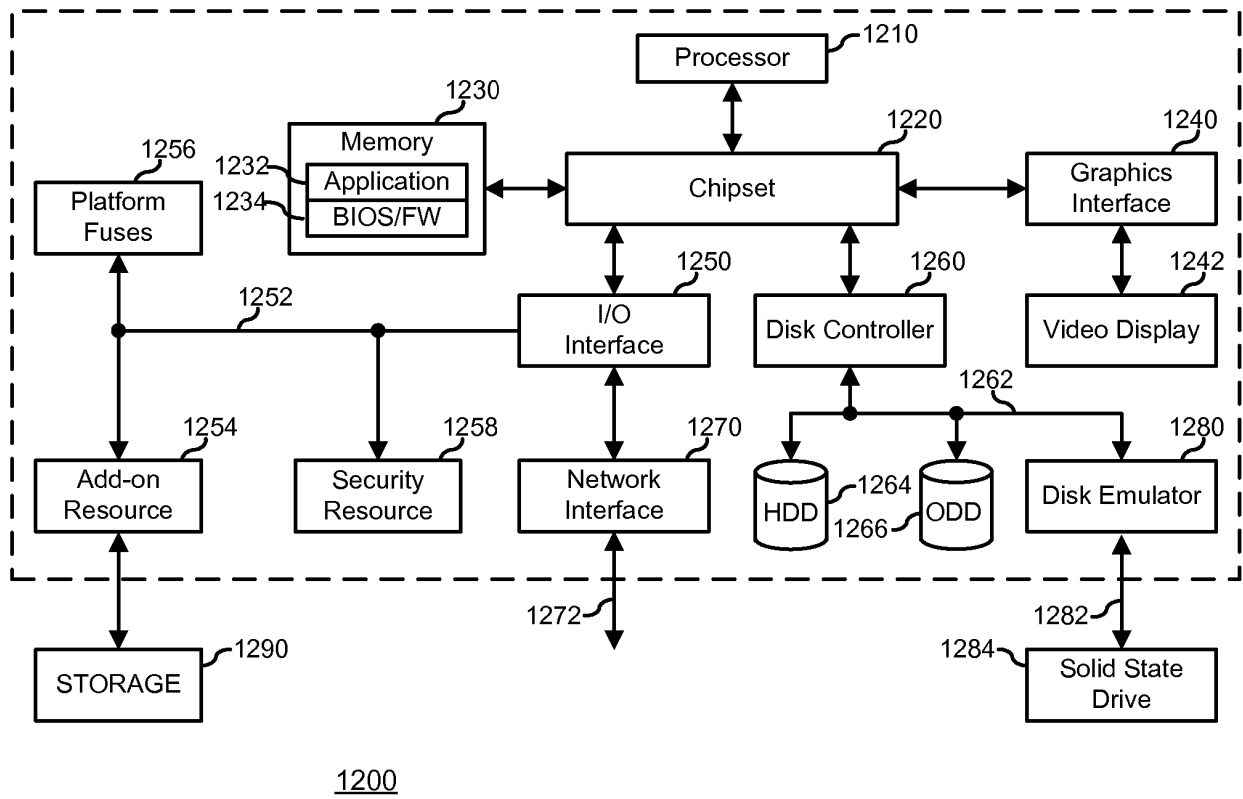 1210
Processor
1230
Memory
1232
Application
1234
BIOS/FW
1220
Chipset
1240
Graphics
Interface
1256
Platform
Fuses
1252
1250
I/O
Interface
1260
Disk Controller
1242
Video Display
1262
1254
Add-on
Resource
1258
Security
Resource
1270
Network
Interface
HDD
1264
1266
ODD
1280
Disk Emulator
1272
1282
1290
STORAGE
1284
Solid State
Drive
1200